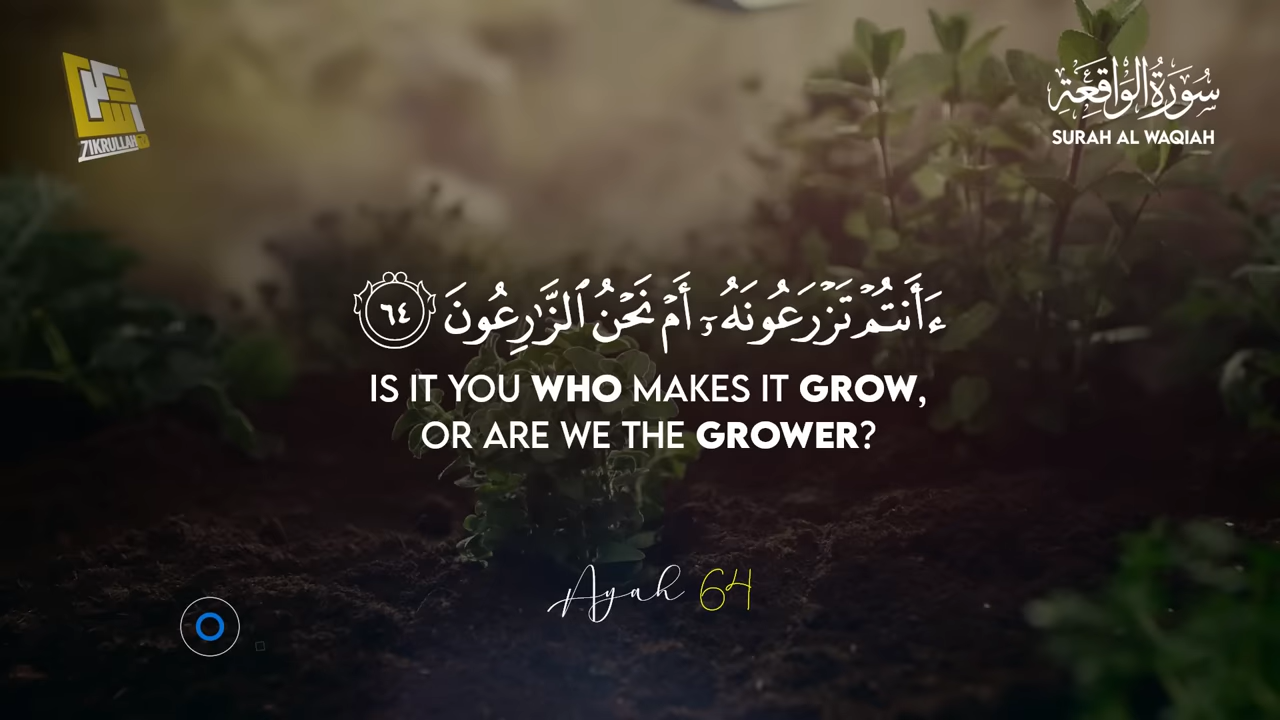 ZIKRULLAH
سُورَةُ الْوَاقِعَةِ
SURAH AL WAQIAH
ءَأَنتُمْ تَزْرَعُونَهُۥٓ أَمْ نَحْنُ ٱلزَّٰرِعُونَ ٦٤
IS IT YOU WHO MAKES IT GROW,
OR ARE WE THE GROWER?
Ayah 64